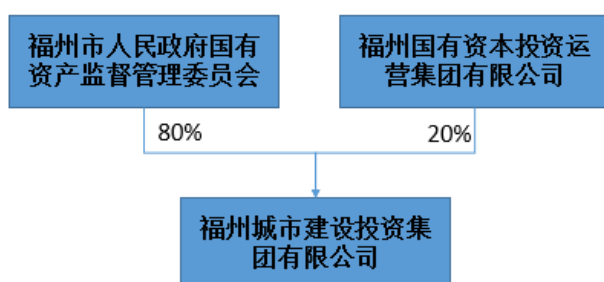 福州市人民政府国有
资产监督管理委员会
福州国有资本投资运
营集团有限公司
80%
20%
福州城市建设投资集
团有限公司